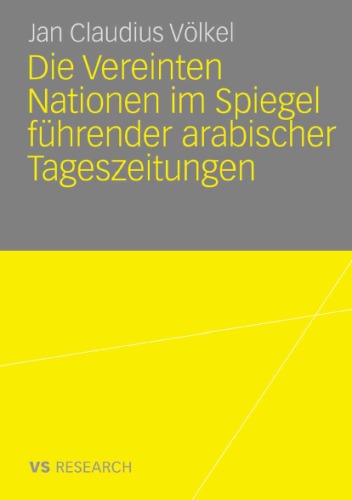 Jan Claudius Völkel
Die Vereinten
Nationen im Spiegel
führender arabischer
Tageszeitungen
VS RESEARCH